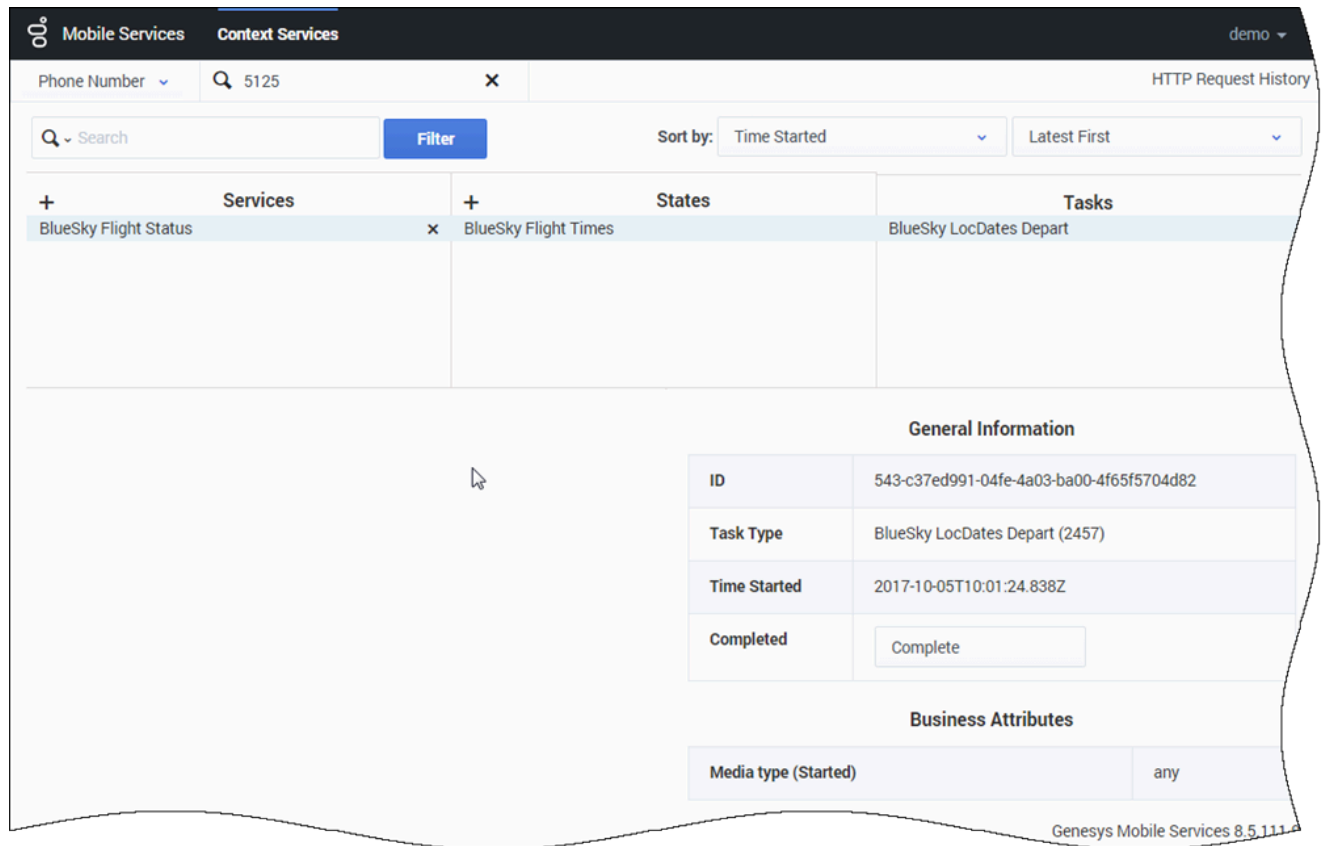 Mobile Services Context Services demo
Phone Number 5125 HTTP Request History
Search Filter Sort by: Time Started Latest First
+ Services + States Tasks
BlueSky Flight Status BlueSky Flight Times BlueSky LocDates Depart
General Information
ID 543-c37ed991-04fe-4a03-ba00-4f65f5704d82
Task Type BlueSky LocDates Depart (2457)
Time Started 2017-10-05T10:01:24.838Z
Completed Complete
Business Attributes
Media type (Started) any
Genesys Mobile Services 8.5.111